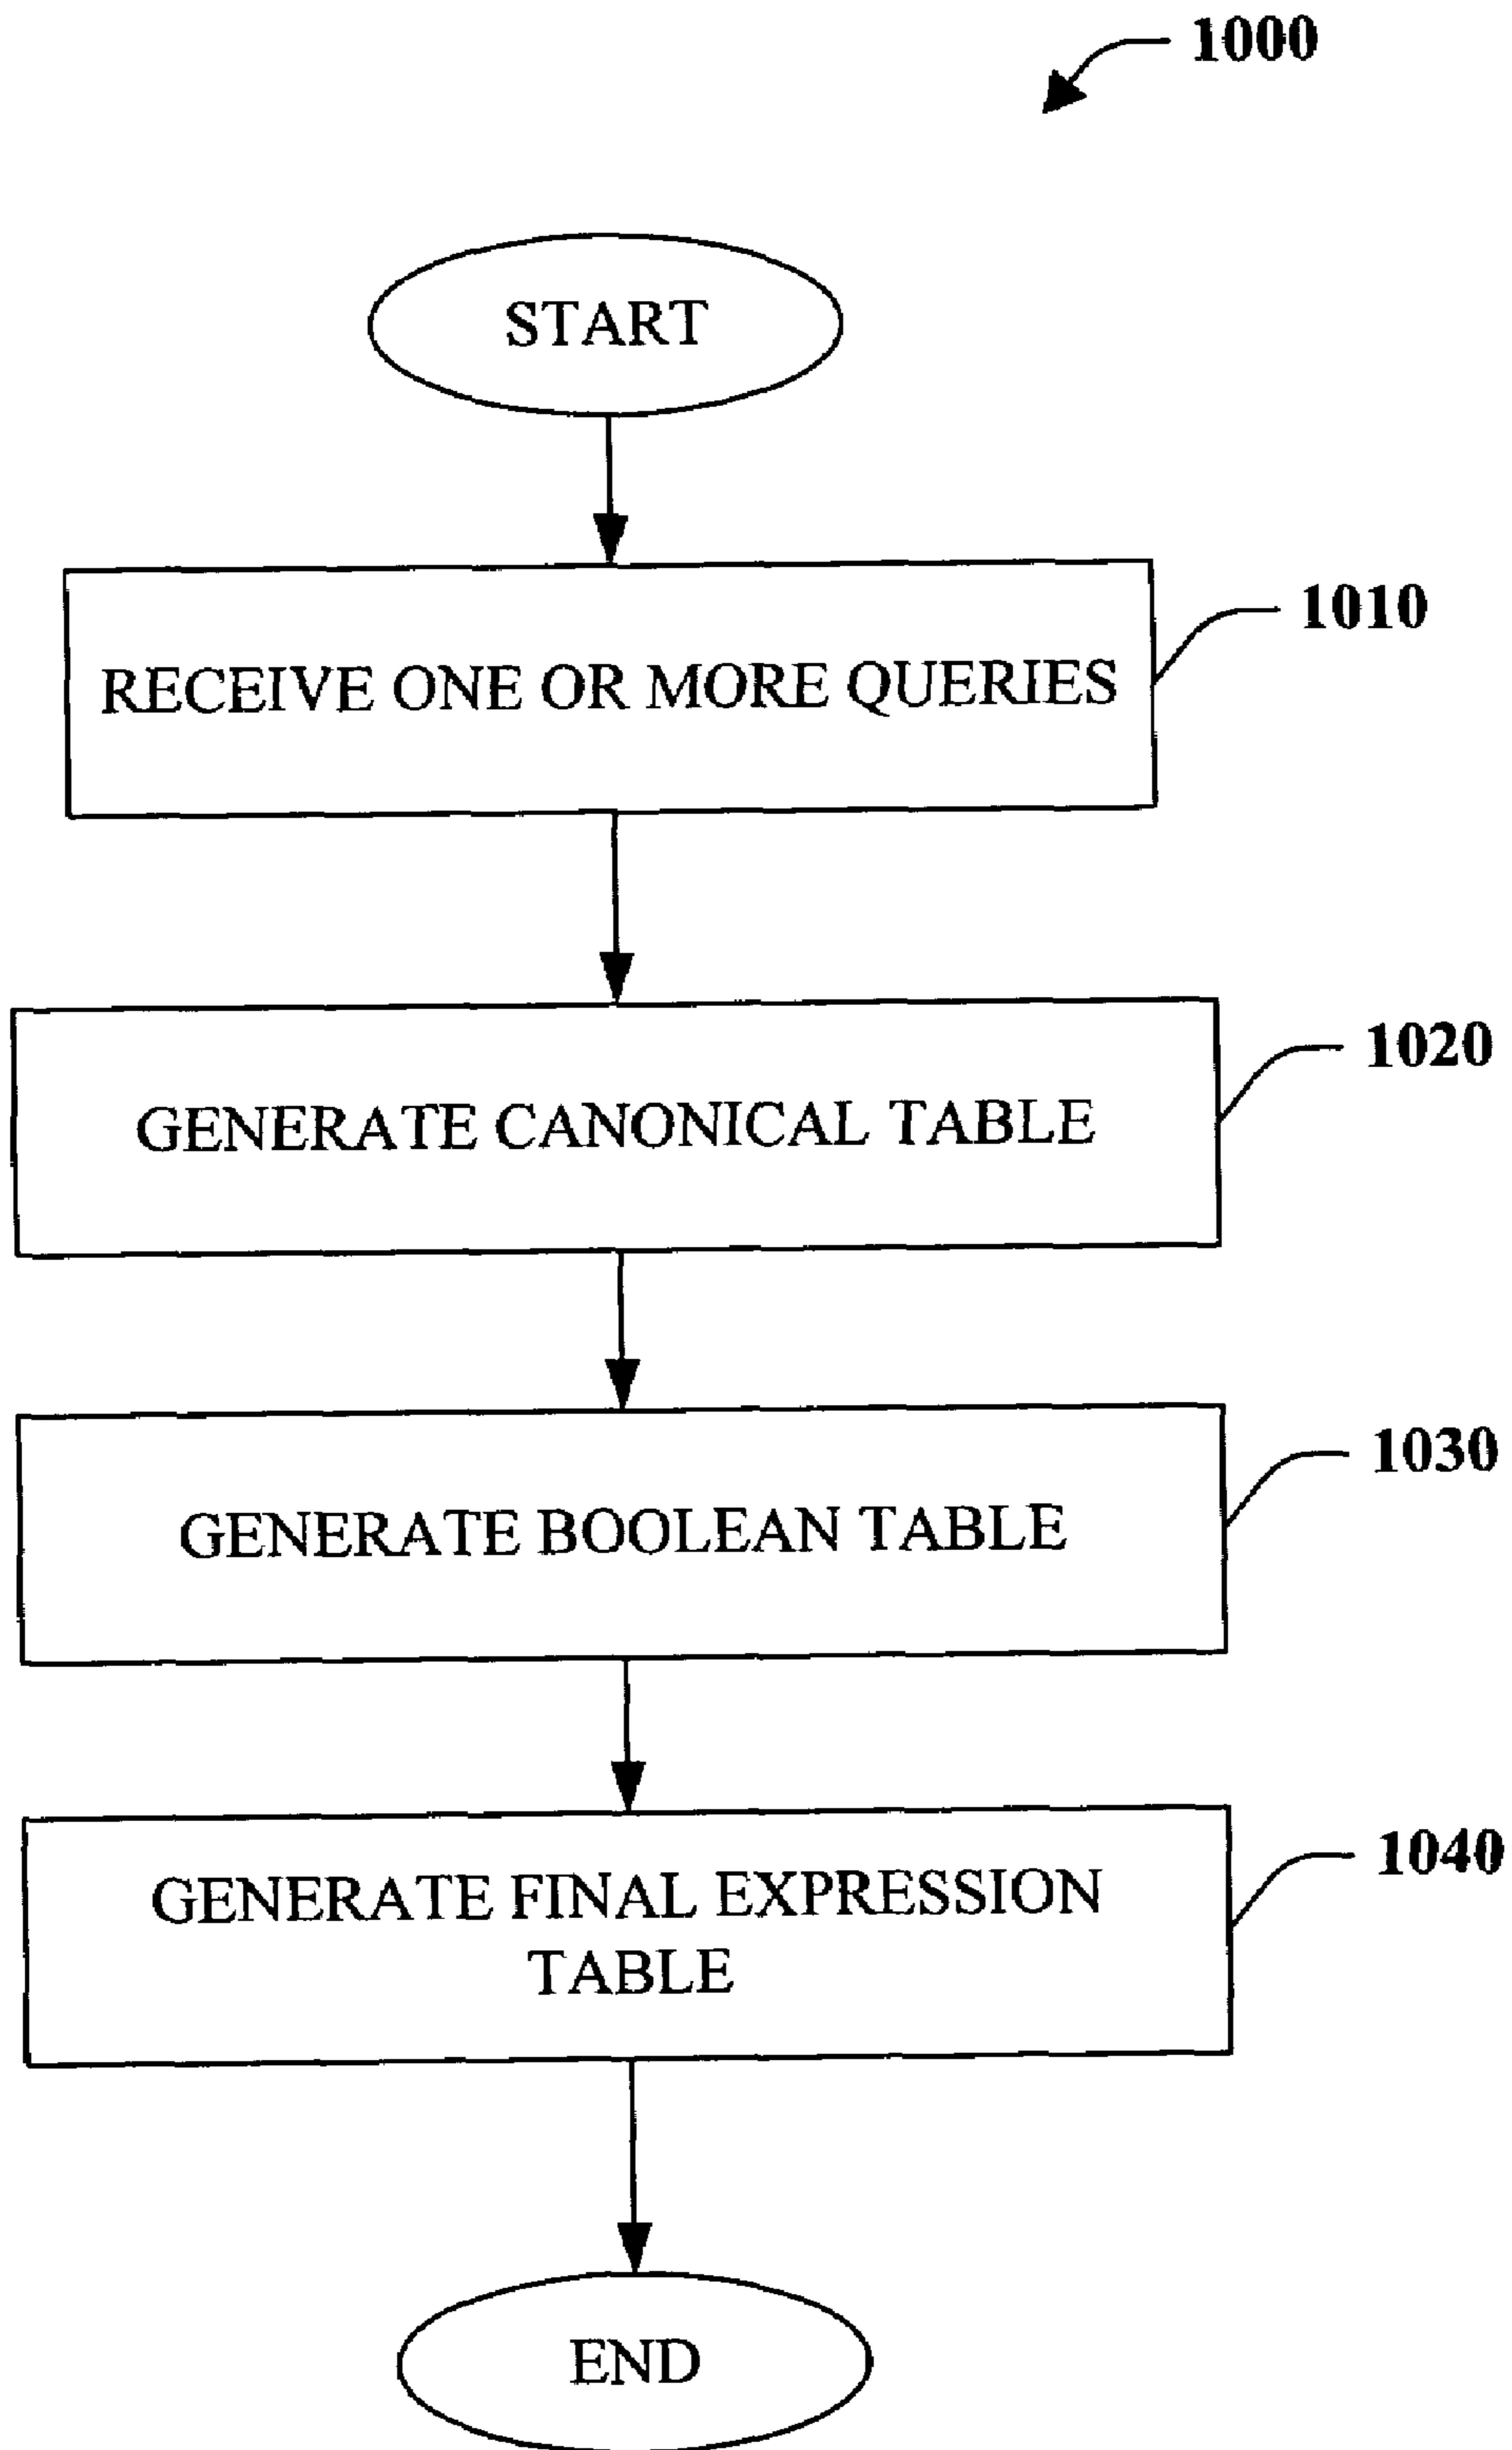 1000
START
RECEIVE ONE OR MORE QUERIES
1010
GENERATE CANONICAL TABLE
1020
GENERATE BOOLEAN TABLE
1030
GENERATE FINAL EXPRESSION
TABLE
1040
END